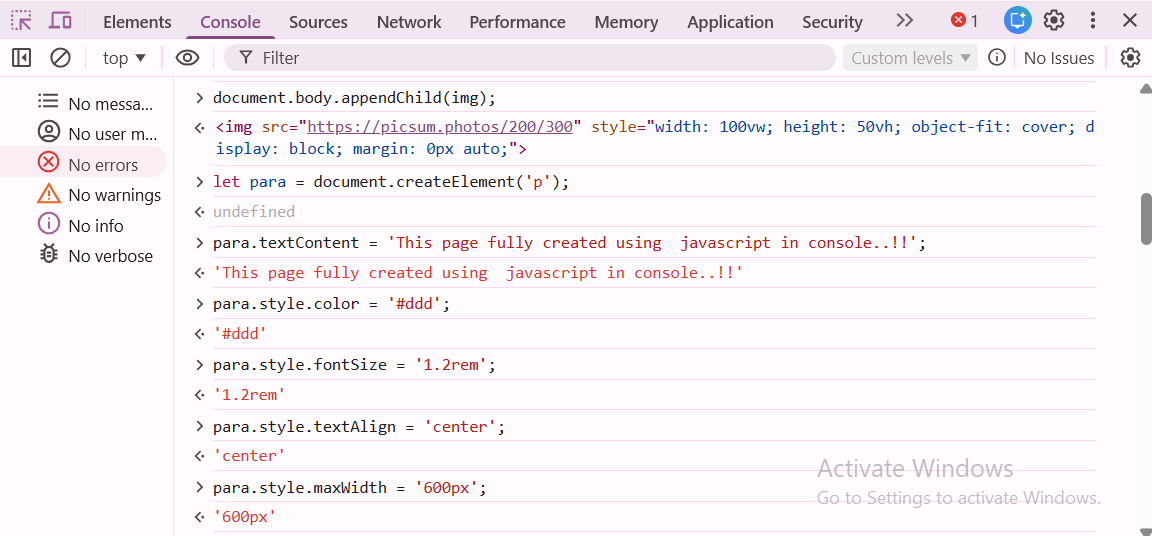 Elements Console Sources Network Performance Memory Application Security 1
top Filter Custom levels No Issues
No messa...
No user m...
No errors
No warnings
No info
No verbose
document.body.appendChild(img);
<img src="https://picsum.photos/200/300" style="width: 100vw; height: 50vh; object-fit: cover; d
isplay: block; margin: 0px auto;">
let para = document.createElement('p');
undefined
para.textContent = 'This page fully created using  javascript in console..!!';
'This page fully created using  javascript in console..!!'
para.style.color = '#ddd';
'#ddd'
para.style.fontSize = '1.2rem';
'1.2rem'
para.style.textAlign = 'center';
'center'
para.style.maxWidth = '600px';
'600px'
Activate Windows
Go to Settings to activate Windows.